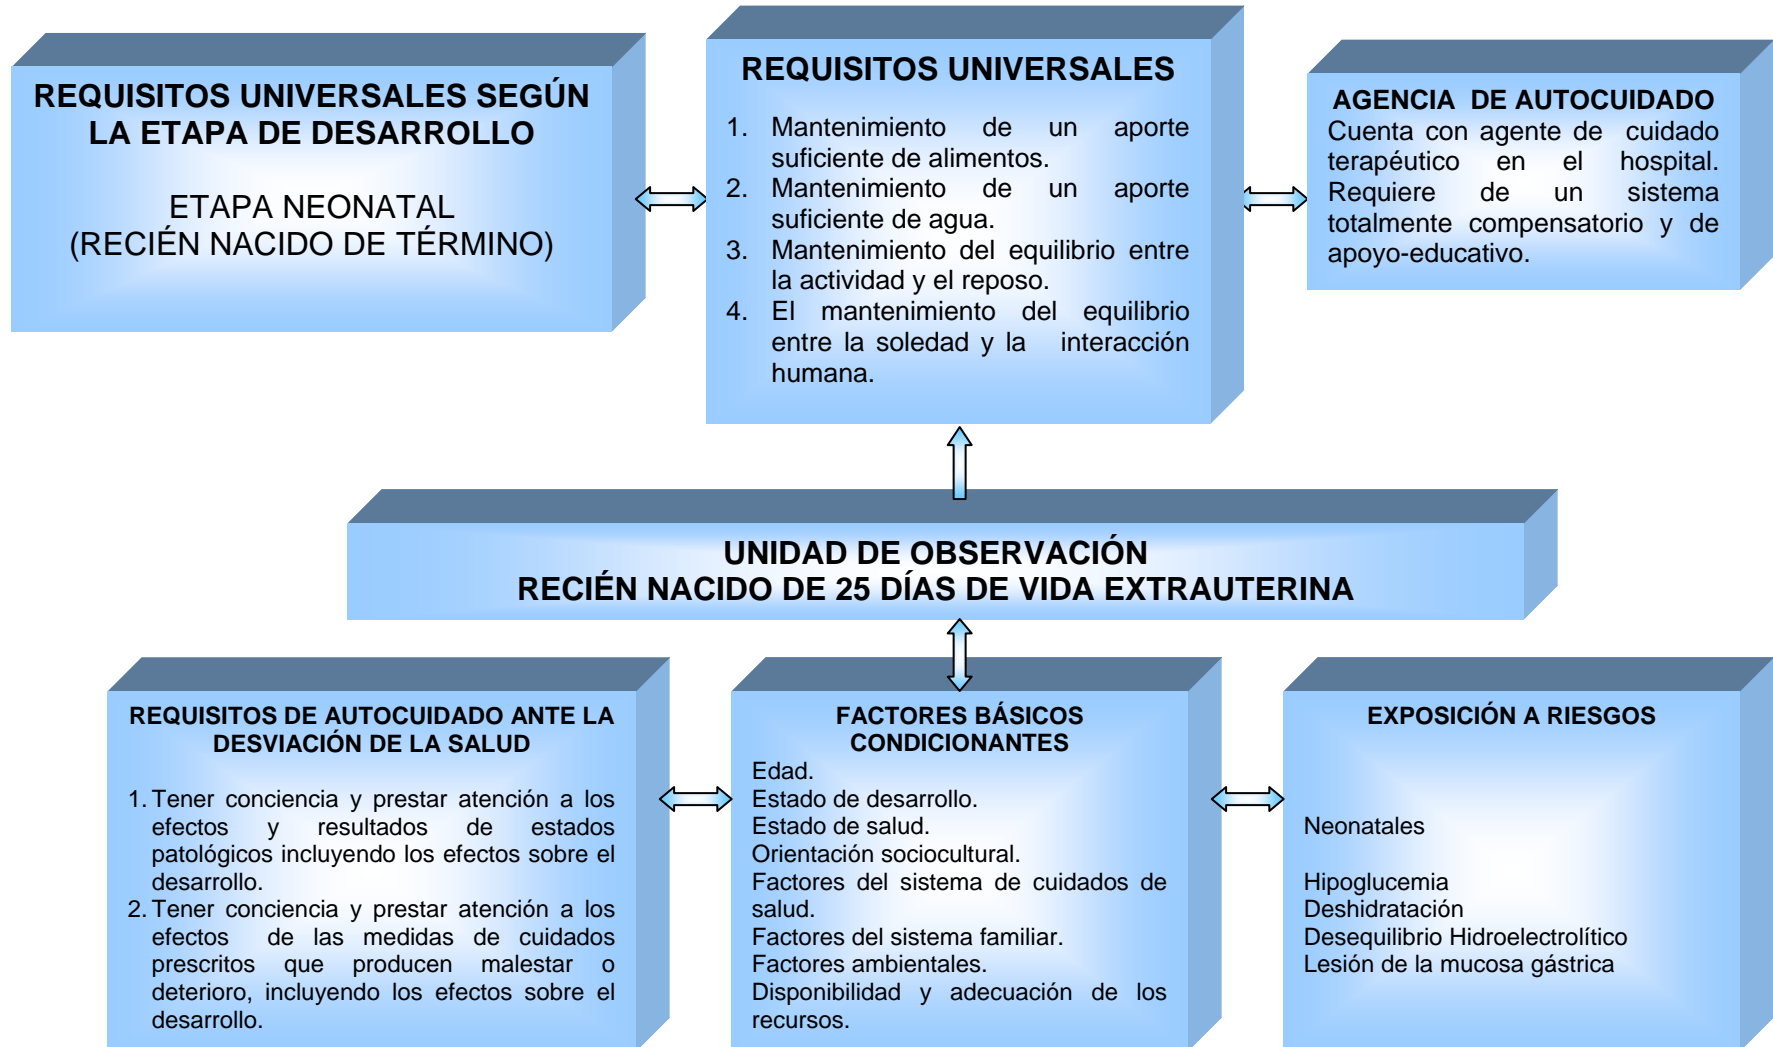 REQUISITOS UNIVERSALES SEGÚN
LA ETAPA DE DESARROLLO
ETAPA NEONATAL
(RECIÉN NACIDO DE TÉRMINO)
REQUISITOS UNIVERSALES
1. Mantenimiento de un aporte
suficiente de alimentos.
2. Mantenimiento de un aporte
suficiente de agua.
3. Mantenimiento del equilibrio entre
la actividad y el reposo.
4. El mantenimiento del equilibrio
entre la soledad y la interacción
humana.
AGENCIA DE AUTOCUIDADO
Cuenta con agente de cuidado
terapéutico en el hospital.
Requiere de un sistema
totalmente compensatorio y de
apoyo-educativo.
UNIDAD DE OBSERVACIÓN
RECIÉN NACIDO DE 25 DÍAS DE VIDA EXTRAUTERINA
REQUISITOS DE AUTOCUIDADO ANTE LA
DESVIACIÓN DE LA SALUD
1. Tener conciencia y prestar atención a los
efectos y resultados de estados
patológicos incluyendo los efectos sobre el
desarrollo.
2. Tener conciencia y prestar atención a los
efectos de las medidas de cuidados
prescritos que producen malestar o
deterioro, incluyendo los efectos sobre el
desarrollo.
FACTORES BÁSICOS
CONDICIONANTES
Edad.
Estado de desarrollo.
Estado de salud.
Orientación sociocultural.
Factores del sistema de cuidados de
salud.
Factores del sistema familiar.
Factores ambientales.
Disponibilidad y adecuación de los
recursos.
EXPOSICIÓN A RIESGOS
Neonatales
Hipoglucemia
Deshidratación
Desequilibrio Hidroelectrolítico
Lesión de la mucosa gástrica